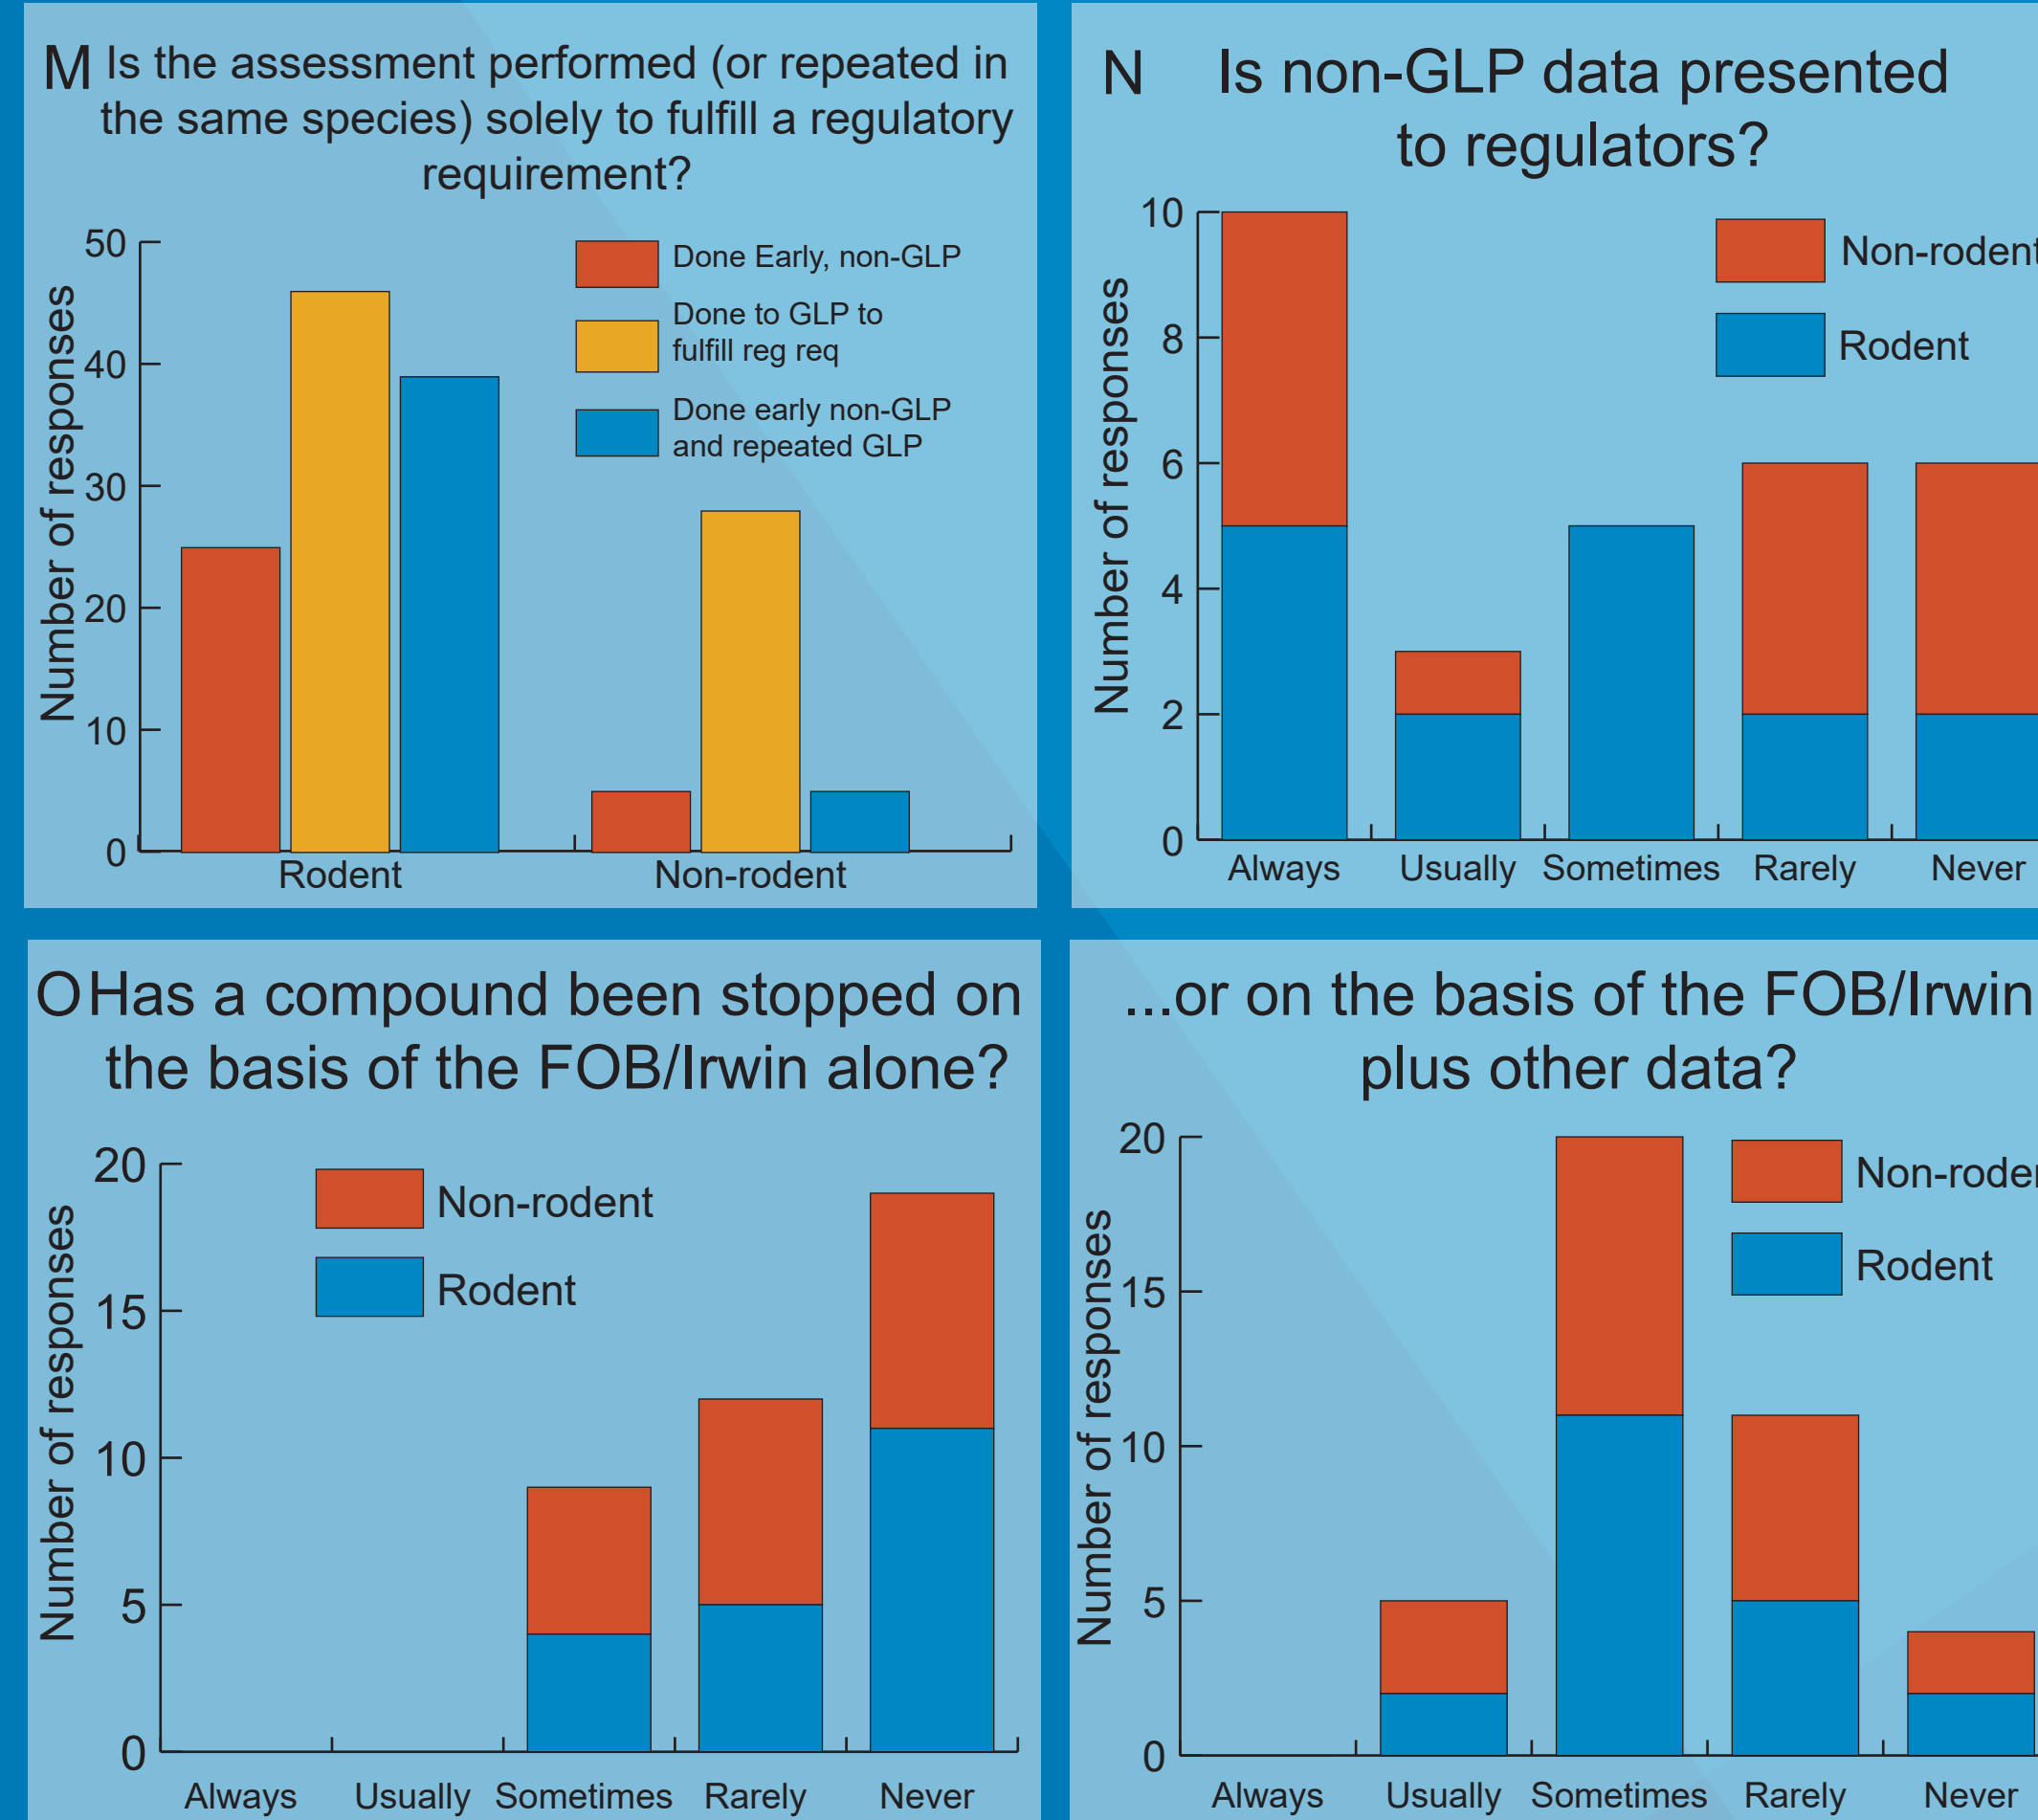 M Is the assessment performed (or repeated in
the same species) solely to fulfill a regulatory
requirement?
50
40
30
20
10
0
Number of responses
Done Early, non-GLP
Done to GLP to
fulfill reg req
Done early non-GLP
and repeated GLP
Rodent Non-rodent
N Is non-GLP data presented
to regulators?
10
8
6
4
2
0
Number of responses
Non-rodent
Rodent
Always Usually Sometimes Rarely Never
O Has a compound been stopped on
the basis of the FOB/Irwin alone?
20
15
10
5
0
Number of responses
Non-rodent
Rodent
Always Usually Sometimes Rarely Never
...or on the basis of the FOB/Irwin
plus other data?
20
15
10
5
0
Number of responses
Non-roden
Rodent
Always Usually Sometimes Rarely Never